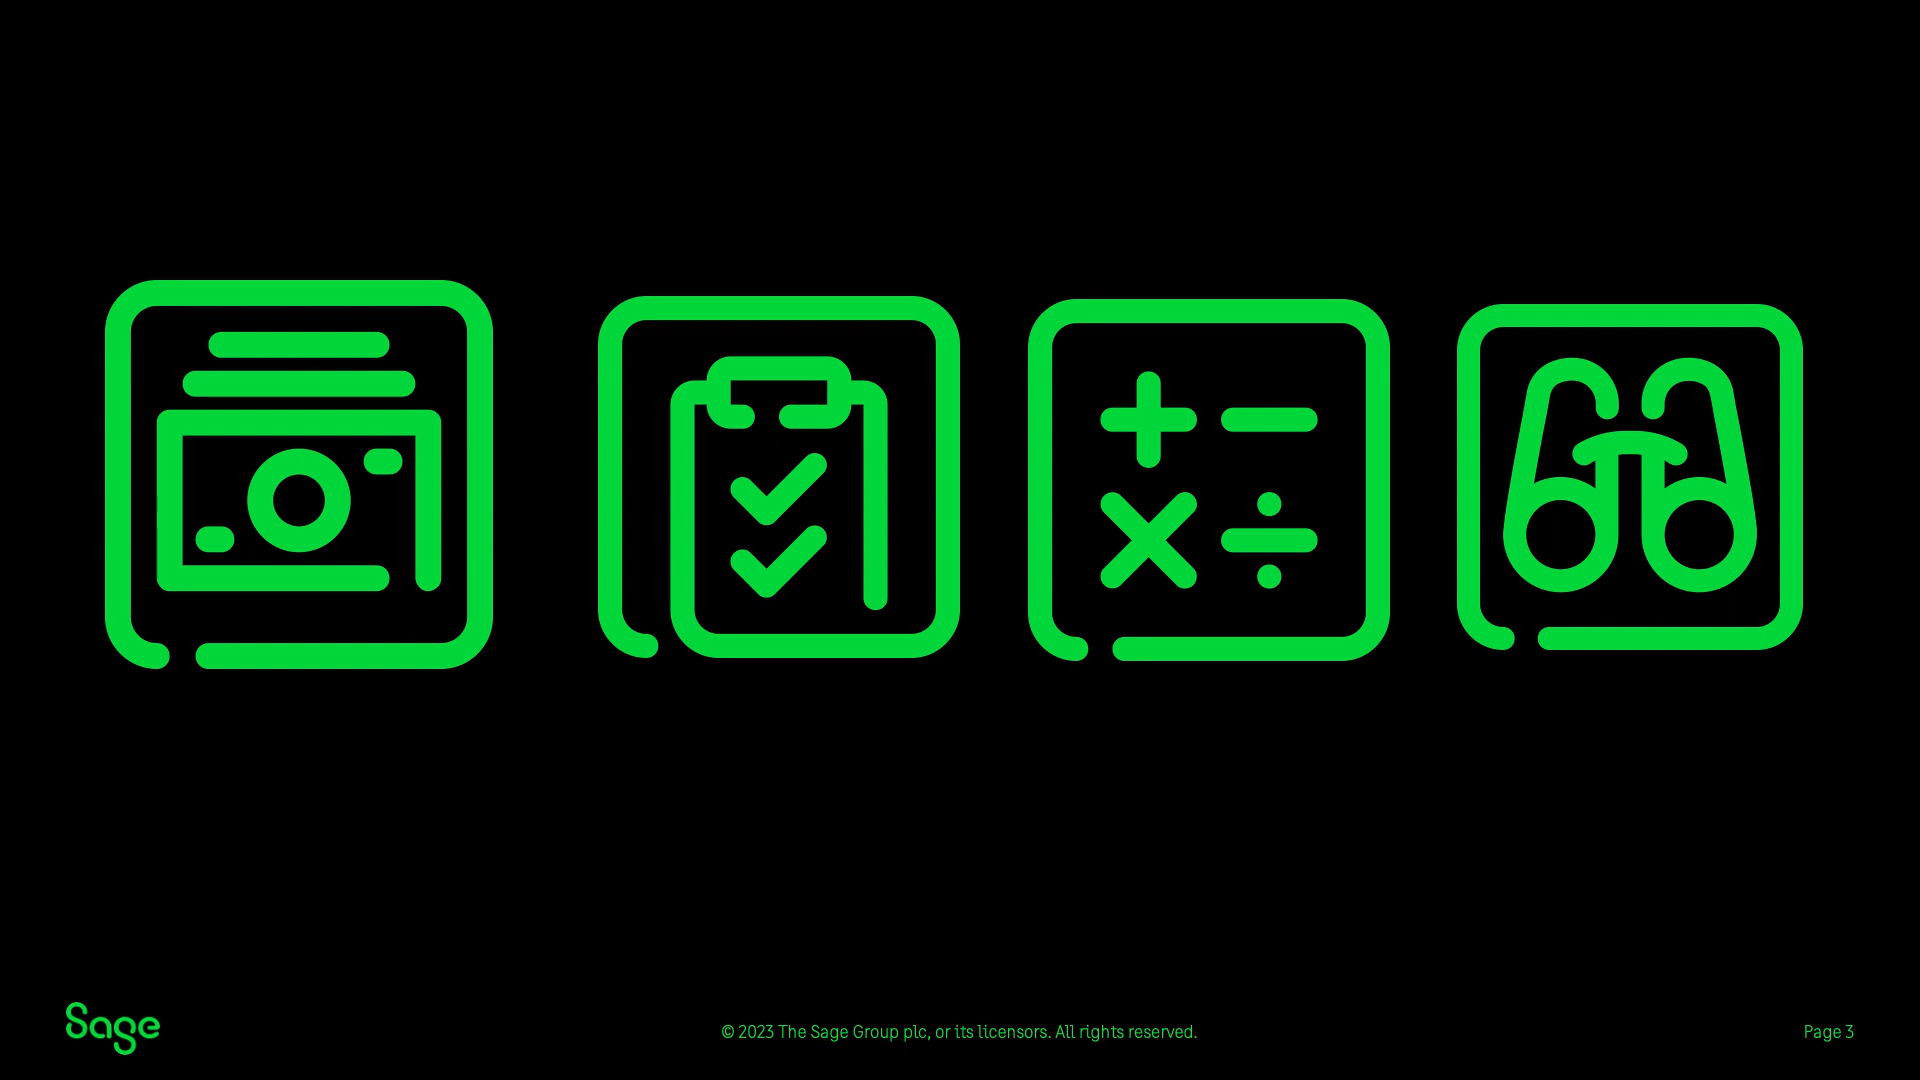 Sage
© 2023 The Sage Group plc, or its licensors. All rights reserved.
Page 3